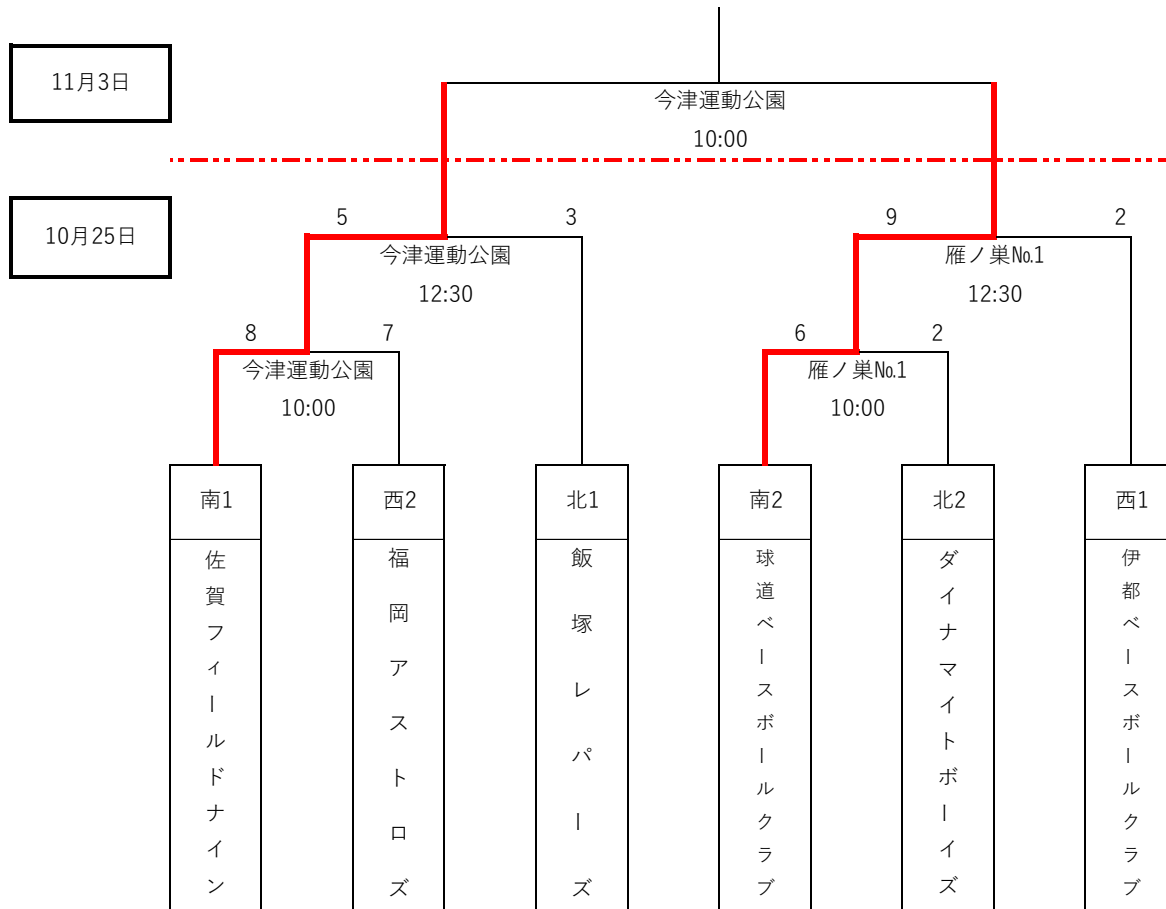 11月3日
今津運動公園
10:00
10月25日
5
3
9
2
今津運動公園
雁ノ巣№1
12:30
12:30
8
7
6
2
今津運動公園
雁ノ巣№1
10:00
10:00
南1
西2
北1
南2
北2
西1
佐賀フィールドナイン
福岡アストロズ
飯塚レパーズ
球道ベースボールクラブ
ダイナマイトボーイズ
伊都ベースボールクラブ